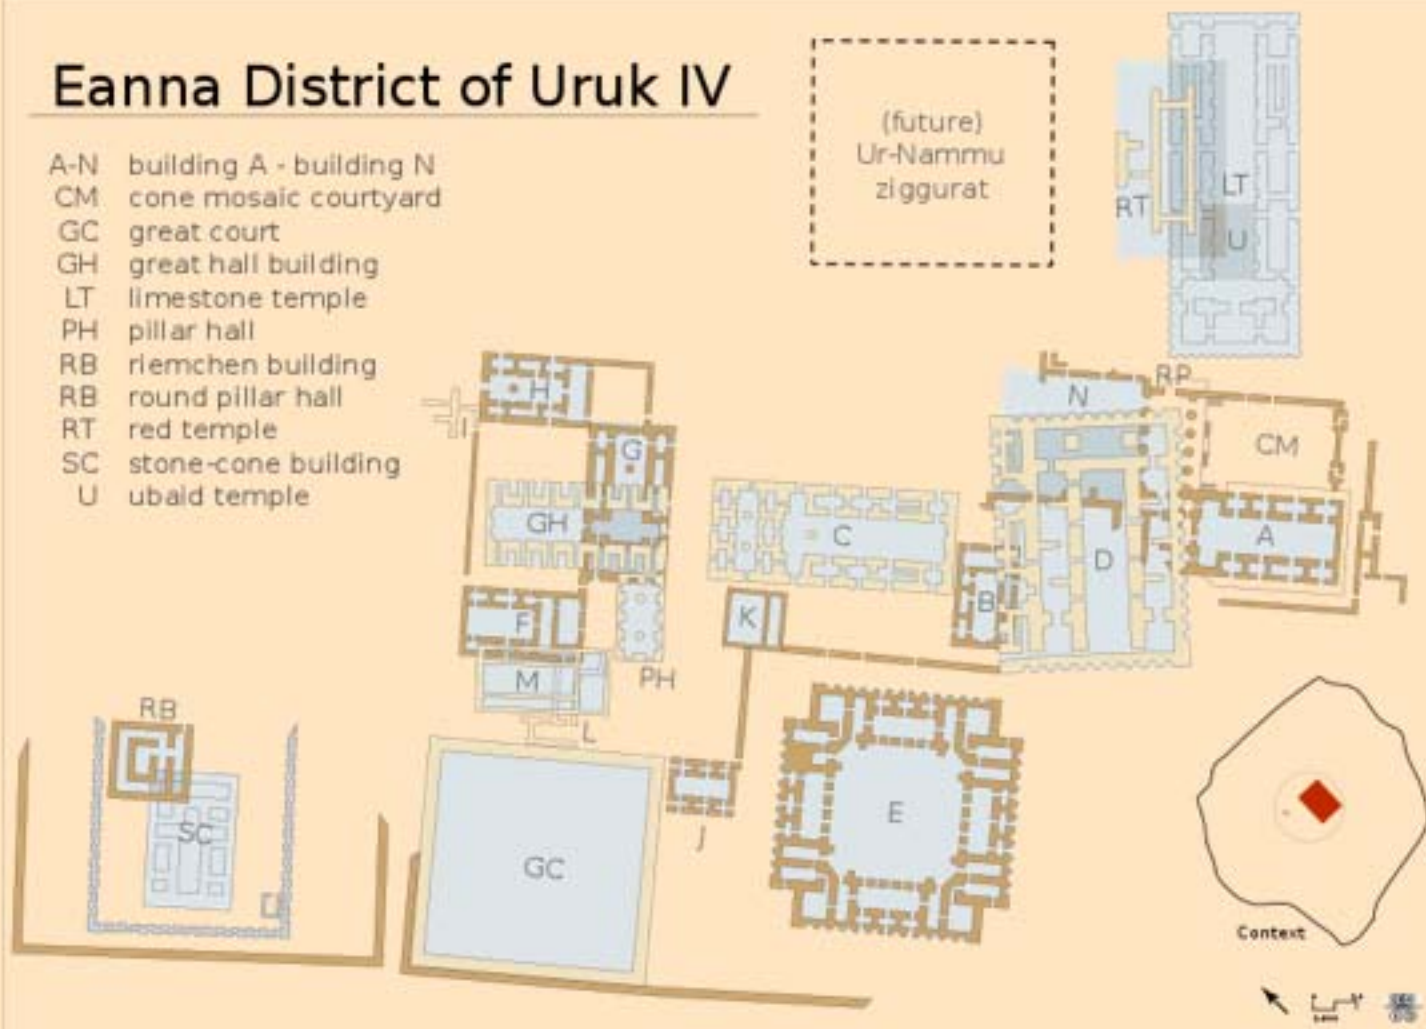 Eanna District of Uruk IV
A-N building A - building N
CM cone mosaic courtyard
GC great court
GH great hall building
LT limestone temple
PH pillar hall
RB riemchen building
RB round pillar hall
RT red temple
SC stone-cone building
U ubaid temple
(future)
Ur-Nammu
ziggurat
LT
RT
U
H
I
G
GH
F
M
PH
L
C
K
B
D
N
RP
CM
A
RB
SC
GC
J
E
Context